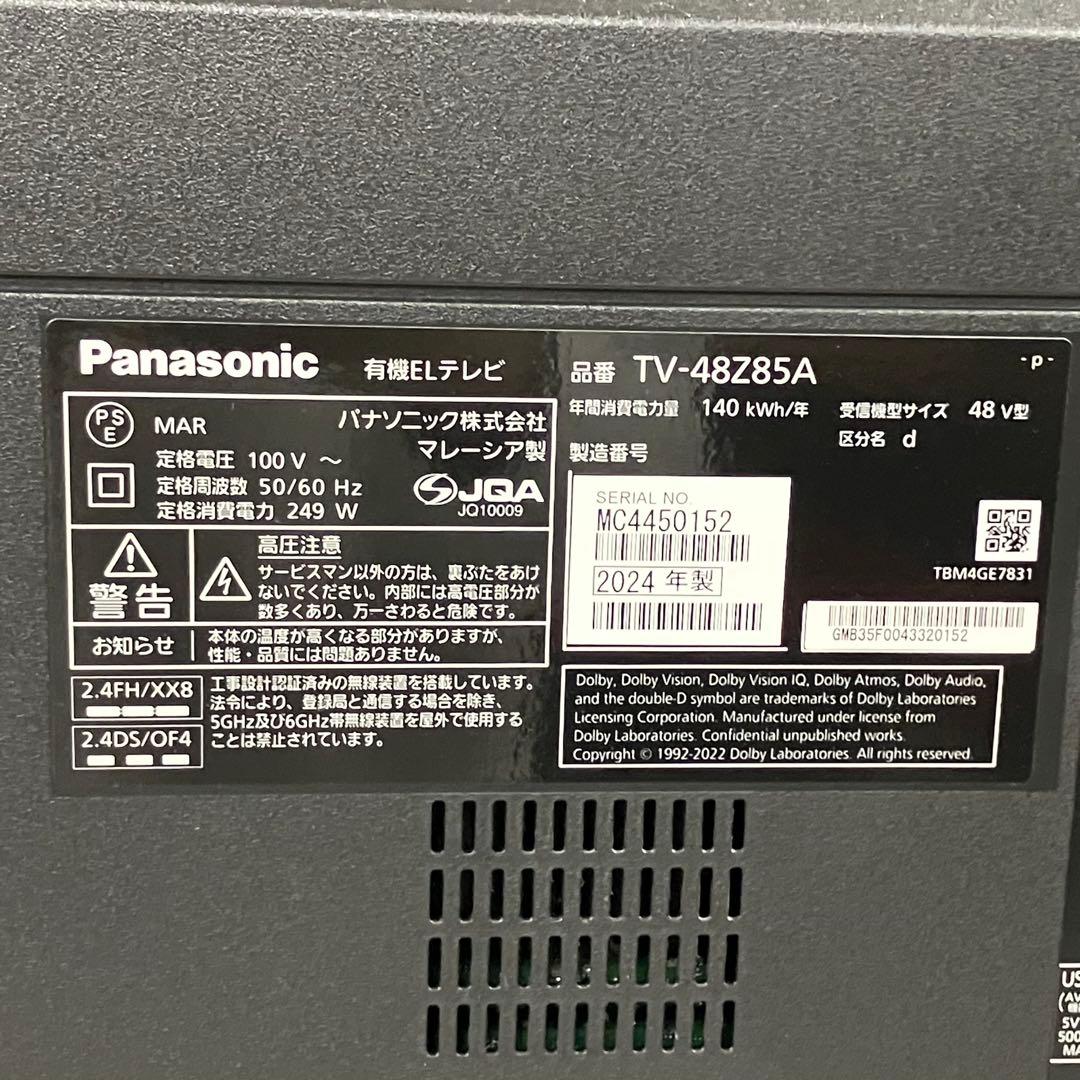 Panasonic 有機ELテレビ
品番 TV-48Z85A
-p-
年間消費電力量 140 kWh/年
受信機型サイズ 48 V型
区分名 d
製造番号
PS E
MAR
パナソニック株式会社
マレーシア製
定格電圧 100 V ～
定格周波数 50/60 Hz
定格消費電力 249 W
JQA
JQ10009
警告
高圧注意
サービスマン以外の方は、裏ぶたをあけ
ないでください。内部には高電圧部分が
数多くあり、万一さわると危険です。
お知らせ
本体の温度が高くなる部分がありますが、
性能・品質には問題ありません。
2.4FH/XX8
2.4DS/OF4
工事設計認証済みの無線装置を搭載しています。
法令により、登録局と通信する場合を除き、
5GHz及び6GHz帯無線装置を屋外で使用する
ことは禁止されています。
SERIAL NO.
MC4450152
2024 年製
TBM4GE7831
GMB35F0043320152
Dolby, Dolby Vision, Dolby Vision IQ, Dolby Atmos, Dolby Audio,
and the double-D symbol are trademarks of Dolby Laboratories
Licensing Corporation. Manufactured under license from
Dolby Laboratories. Confidential unpublished works.
Copyright © 1992-2022 Dolby Laboratories. All rights reserved.
5V